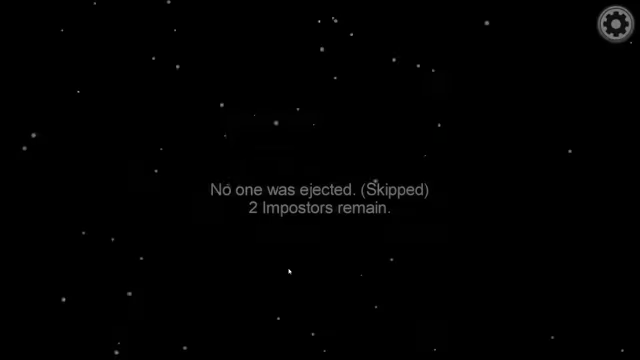 No one was ejected. (Skipped)
2 Impostors remain.